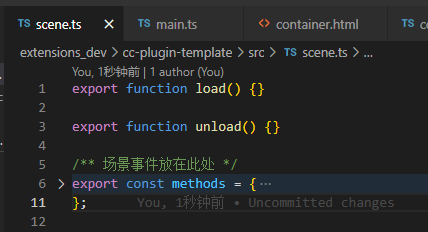 TS scene.ts × TS main.ts <> container.html
extensions_dev > cc-plugin-template > src > TS scene.ts > ...
You, 1秒钟前 | 1 author (You)
1 export function load() {}
2
3 export function unload() {}
4
5 /** 场景事件放在此处 */
6 > export const methods = {…
11 }; You, 1秒钟前 • Uncommitted changes
12